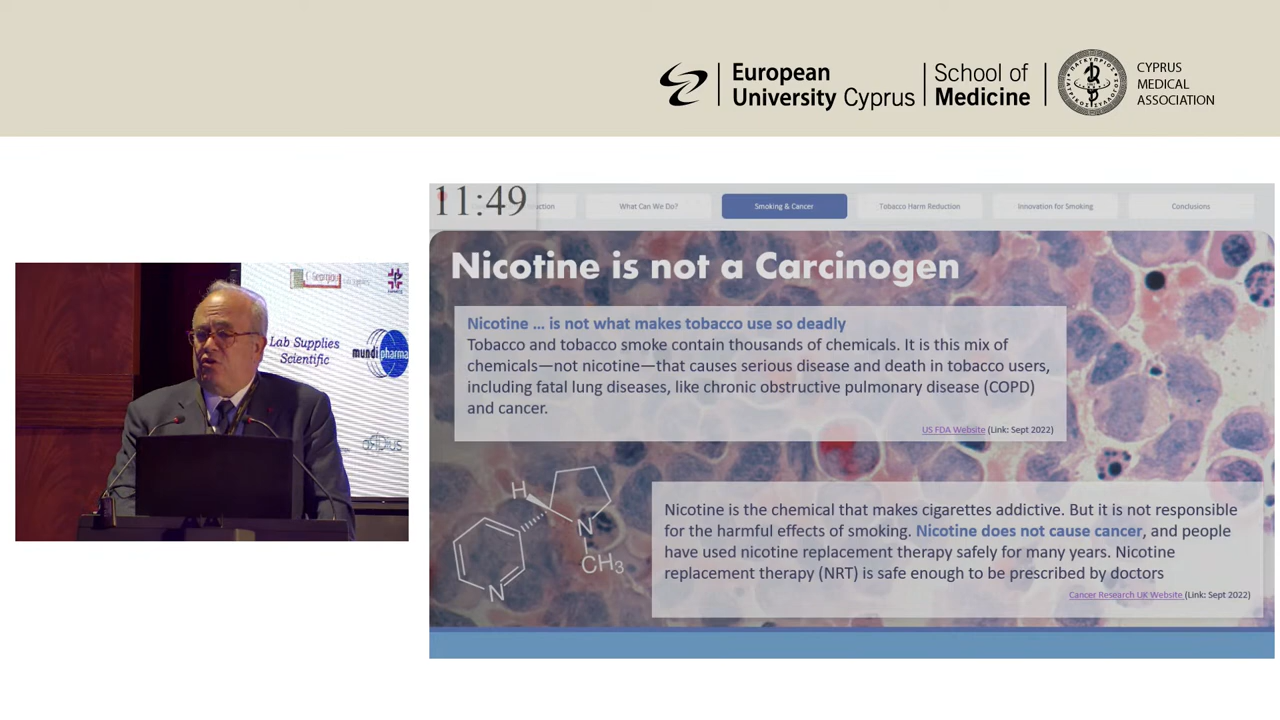 European
University Cyprus
School of
Medicine
CYPRUS
MEDICAL
ASSOCIATION
11:49
What Can We Do?
Smoking & Cancer
Tobacco Harm Reduction
Innovation for Smoking
Conclusions
Nicotine is not a Carcinogen
Nicotine ... is not what makes tobacco use so deadly
Tobacco and tobacco smoke contain thousands of chemicals. It is this mix of
chemicals—not nicotine—that causes serious disease and death in tobacco users,
including fatal lung diseases, like chronic obstructive pulmonary disease (COPD)
and cancer.
US FDA Website (Link: Sept 2022)
H
N
CH3
N
Nicotine is the chemical that makes cigarettes addictive. But it is not responsible
for the harmful effects of smoking. Nicotine does not cause cancer, and people
have used nicotine replacement therapy safely for many years. Nicotine
replacement therapy (NRT) is safe enough to be prescribed by doctors
Cancer Research UK Website (Link: Sept 2022)
Lab Supplies
Scientific
mundipharma